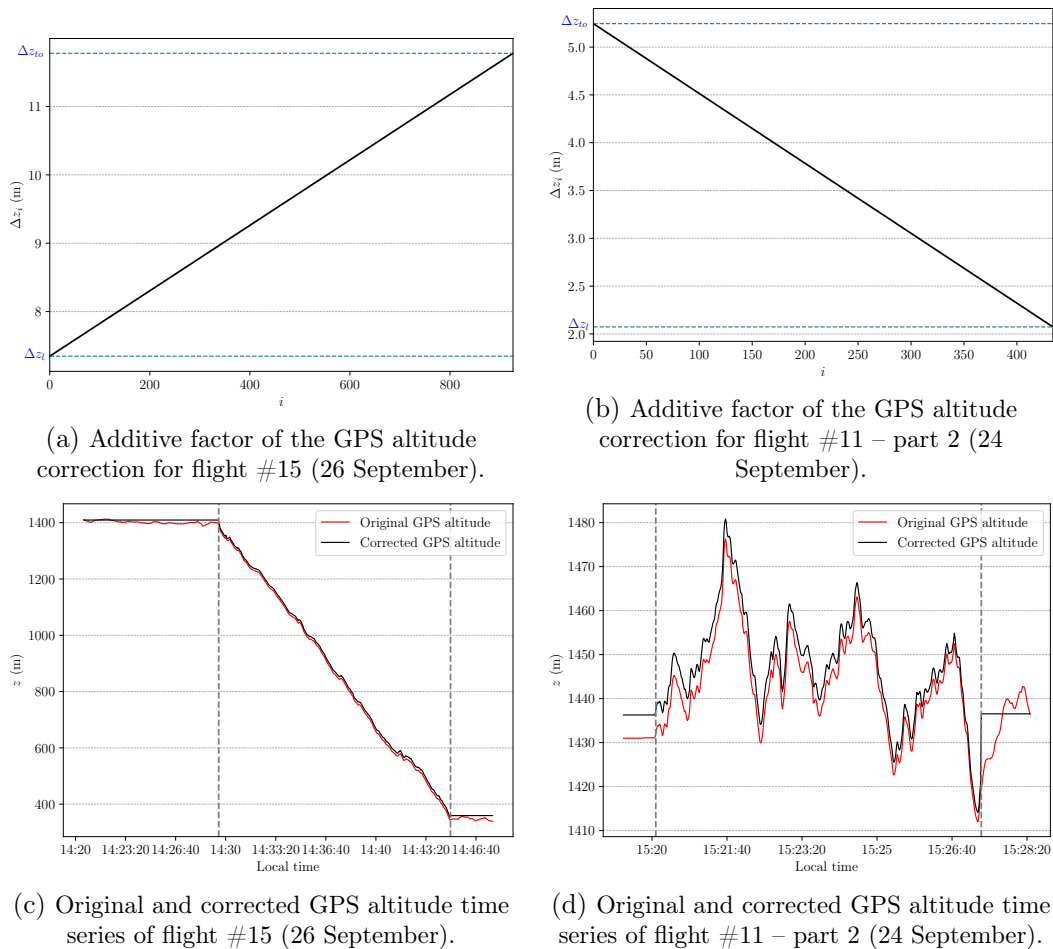 Δz_to
11
10
9
8
Δz_l
Δz_i (m)
0
200
400
600
800
i
(a) Additive factor of the GPS altitude
correction for flight #15 (26 September).
Δz_to
5.0
4.5
4.0
3.5
3.0
2.5
Δz_l
2.0
Δz_i (m)
0
50
100
150
200
250
300
350
400
i
(b) Additive factor of the GPS altitude
correction for flight #11 – part 2 (24
September).
1400
1200
1000
800
600
400
z (m)
Original GPS altitude
Corrected GPS altitude
14:20
14:23:20
14:26:40
14:30
14:33:20
14:36:40
14:40
14:43:20
14:46:40
Local time
(c) Original and corrected GPS altitude time
series of flight #15 (26 September).
1480
1470
1460
1450
1440
1430
1420
1410
z (m)
Original GPS altitude
Corrected GPS altitude
15:20
15:21:40
15:23:20
15:25
15:26:40
15:28:20
Local time
(d) Original and corrected GPS altitude time
series of flight #11 – part 2 (24 September).